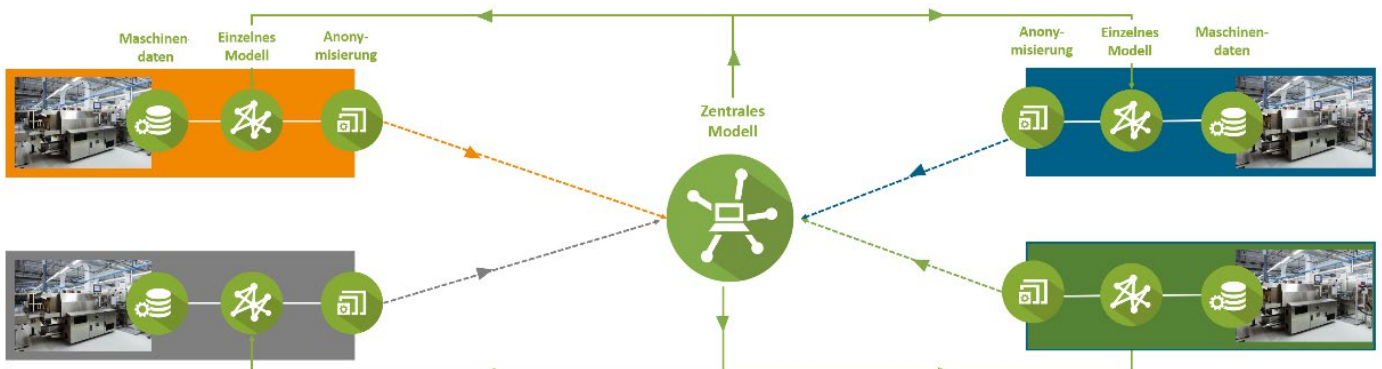 Maschinen-
daten
Einzelnes
Modell
Anony-
misierung
Zentrales
Modell
Anony-
misierung
Einzelnes
Modell
Maschinen-
daten